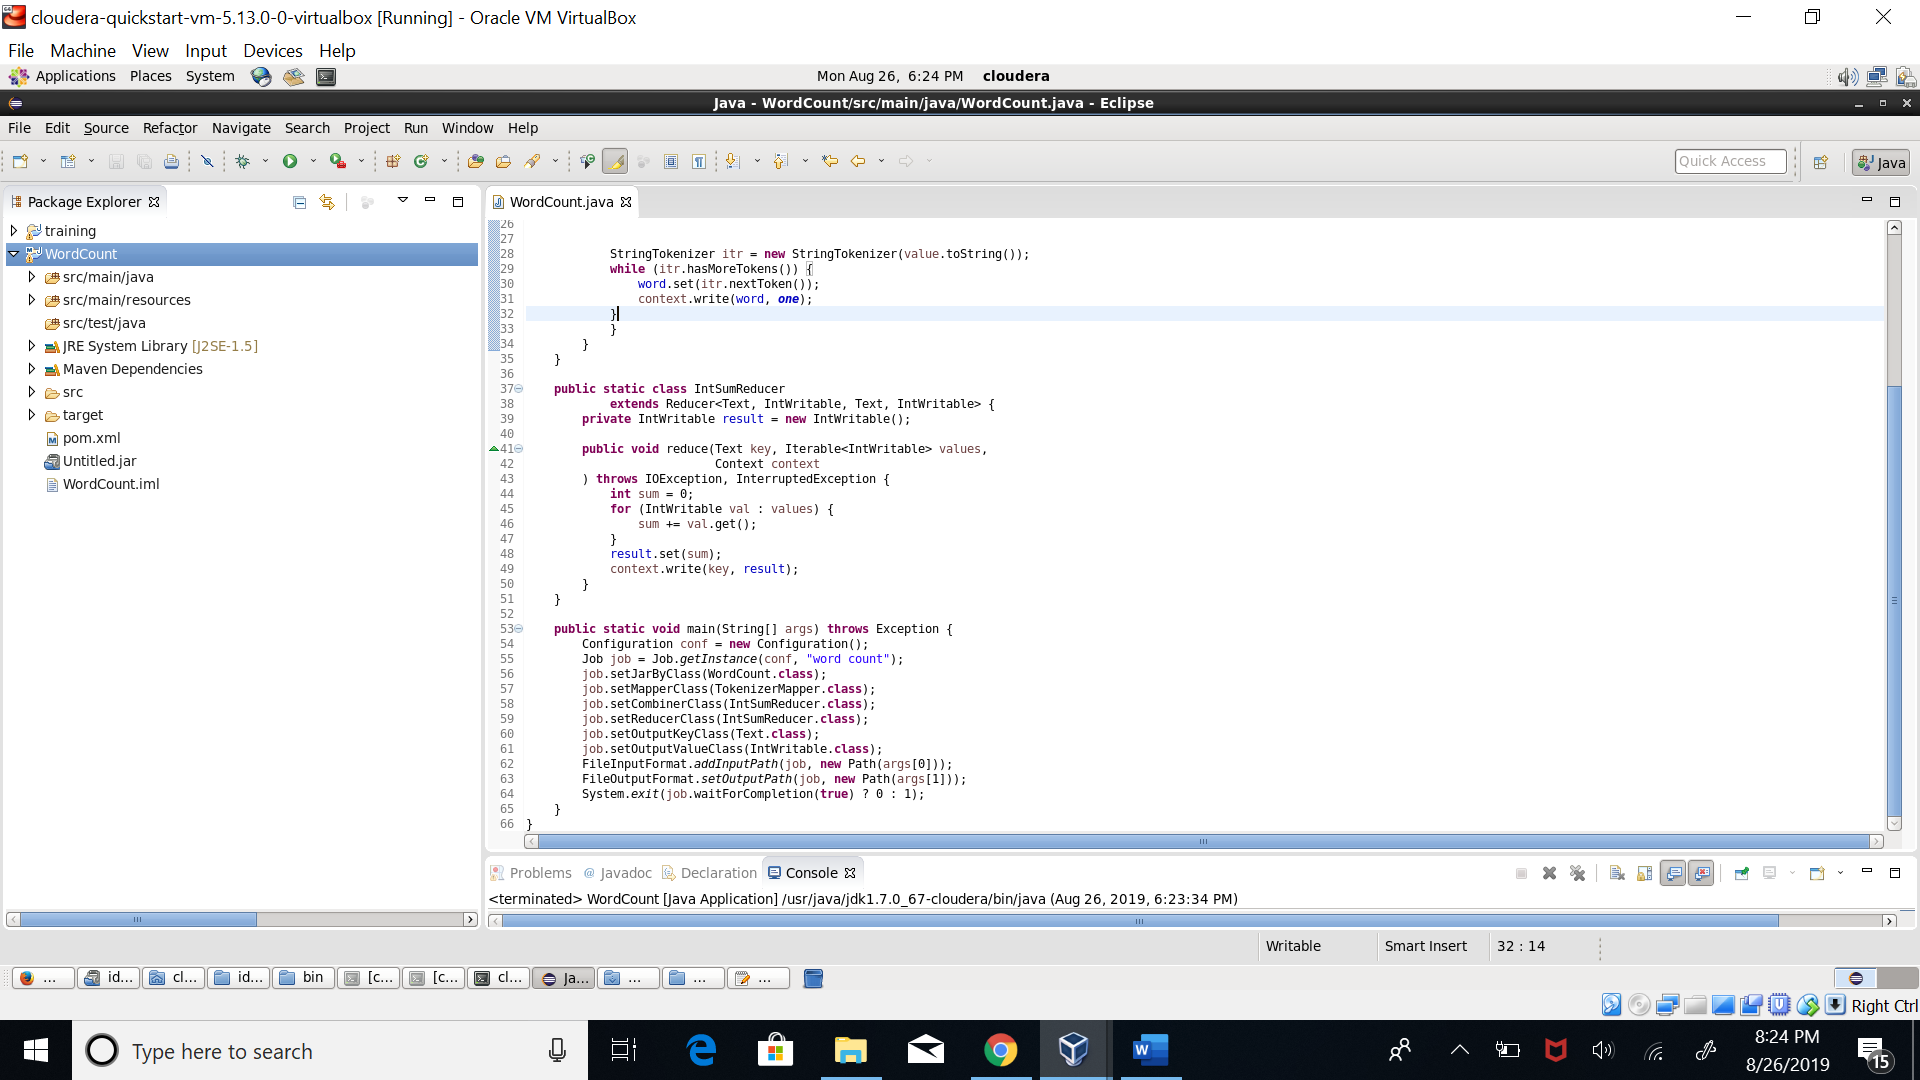 cloudera-quickstart-vm-5.13.0-0-virtualbox [Running] - Oracle VM VirtualBox
File Machine View Input Devices Help
Applications Places System Mon Aug 26, 6:24 PM cloudera
Java - WordCount/src/main/java/WordCount.java - Eclipse
File Edit Source Refactor Navigate Search Project Run Window Help
Quick Access Java
Package Explorer
training
WordCount
src/main/java
src/main/resources
src/test/java
JRE System Library [J2SE-1.5]
Maven Dependencies
src
target
pom.xml
Untitled.jar
WordCount.iml
WordCount.java
26
27
28 StringTokenizer itr = new StringTokenizer(value.toString());
29 while (itr.hasMoreTokens()) {
30 word.set(itr.nextToken());
31 context.write(word, one);
32 }
33 }
34 }
35 }
36
37 public static class IntSumReducer
38 extends Reducer<Text, IntWritable, Text, IntWritable> {
39 private IntWritable result = new IntWritable();
40
41 public void reduce(Text key, Iterable<IntWritable> values,
42 Context context
43 ) throws IOException, InterruptedException {
44 int sum = 0;
45 for (IntWritable val : values) {
46 sum += val.get();
47 }
48 result.set(sum);
49 context.write(key, result);
50 }
51 }
52
53 public static void main(String[] args) throws Exception {
54 Configuration conf = new Configuration();
55 Job job = Job.getInstance(conf, "word count");
56 job.setJarByClass(WordCount.class);
57 job.setMapperClass(TokenizerMapper.class);
58 job.setCombinerClass(IntSumReducer.class);
59 job.setReducerClass(IntSumReducer.class);
60 job.setOutputKeyClass(Text.class);
61 job.setOutputValueClass(IntWritable.class);
62 FileInputFormat.addInputPath(job, new Path(args[0]));
63 FileOutputFormat.setOutputPath(job, new Path(args[1]));
64 System.exit(job.waitForCompletion(true) ? 0 : 1);
65 }
66 }
Problems @ Javadoc Declaration Console
<terminated> WordCount [Java Application] /usr/java/jdk1.7.0_67-cloudera/bin/java (Aug 26, 2019, 6:23:34 PM)
Writable Smart Insert 32 : 14
... id... cl... id... bin [c... [c... cl... Ja... ... ... ...
Right Ctrl
Type here to search
8:24 PM
8/26/2019
15